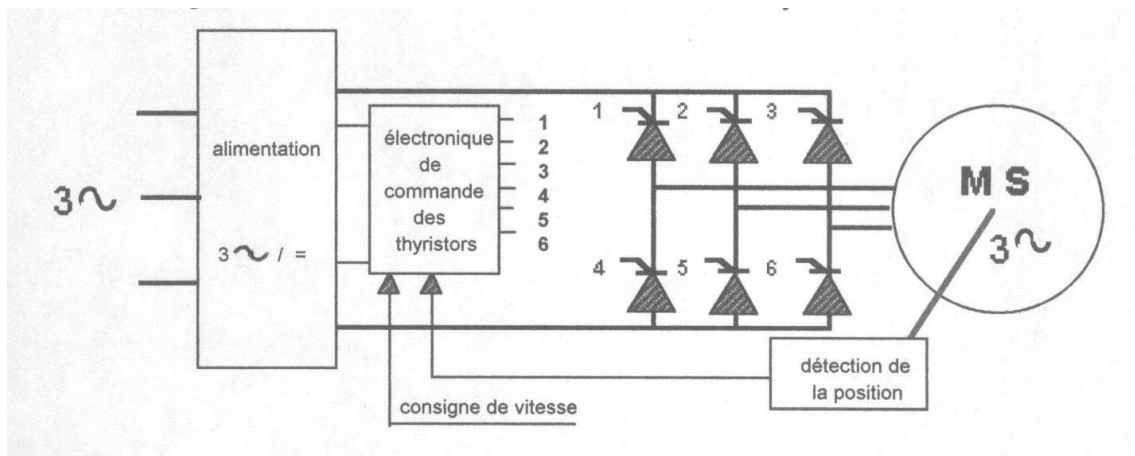 3~
alimentation
3~ / =
électronique
de
commande
des
thyristors
1
2
3
4
5
6
1
2
3
4
5
6
M S
3~
détection de
la position
consigne de vitesse